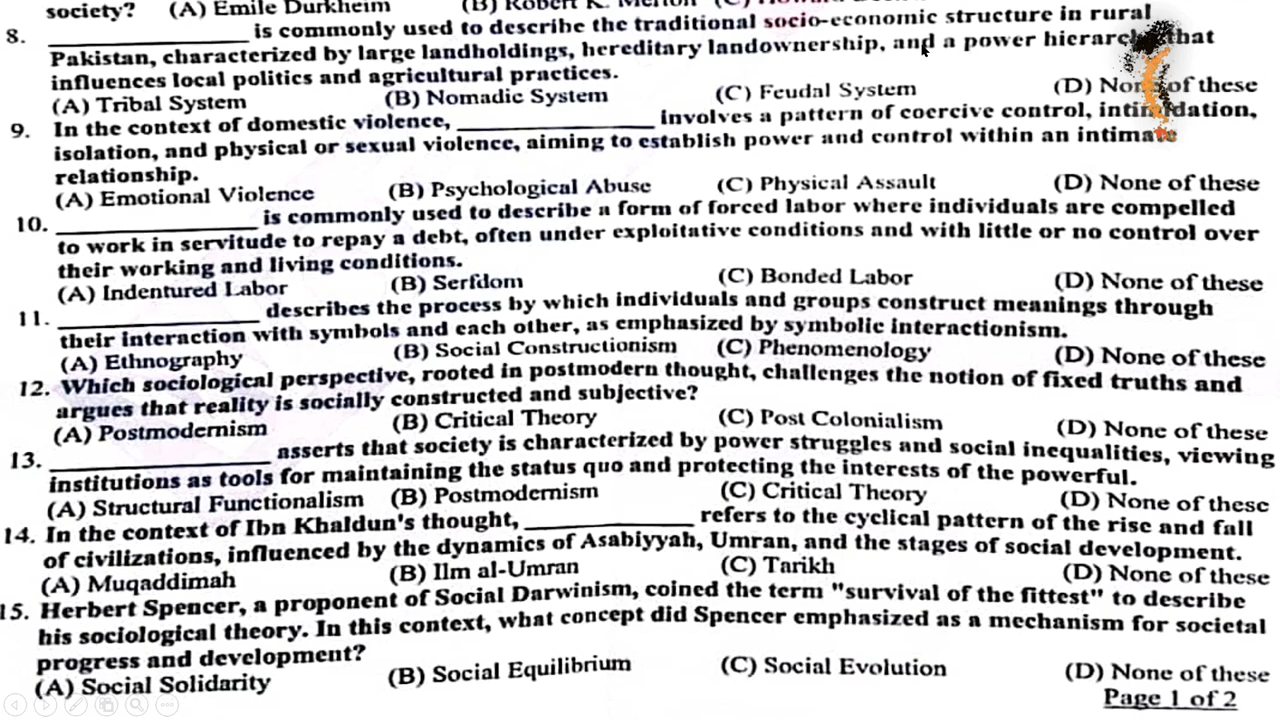 society? (A) Emile Durkheim (B) Robert K. Merton
8. ____________ is commonly used to describe the traditional socio-economic structure in rural
Pakistan, characterized by large landholdings, hereditary landownership, and a power hierarchy that
influences local politics and agricultural practices.
(A) Tribal System (B) Nomadic System (C) Feudal System (D) None of these
9. In the context of domestic violence, ____________ involves a pattern of coercive control, intimidation,
isolation, and physical or sexual violence, aiming to establish power and control within an intimate
relationship.
(A) Emotional Violence (B) Psychological Abuse (C) Physical Assault (D) None of these
10. ____________ is commonly used to describe a form of forced labor where individuals are compelled
to work in servitude to repay a debt, often under exploitative conditions and with little or no control over
their working and living conditions.
(A) Indentured Labor (B) Serfdom (C) Bonded Labor (D) None of these
11. ____________ describes the process by which individuals and groups construct meanings through
their interaction with symbols and each other, as emphasized by symbolic interactionism.
(A) Ethnography (B) Social Constructionism (C) Phenomenology (D) None of these
12. Which sociological perspective, rooted in postmodern thought, challenges the notion of fixed truths and
argues that reality is socially constructed and subjective?
(A) Postmodernism (B) Critical Theory (C) Post Colonialism (D) None of these
13. ____________ asserts that society is characterized by power struggles and social inequalities, viewing
institutions as tools for maintaining the status quo and protecting the interests of the powerful.
(A) Structural Functionalism (B) Postmodernism (C) Critical Theory (D) None of these
14. In the context of Ibn Khaldun's thought, ____________ refers to the cyclical pattern of the rise and fall
of civilizations, influenced by the dynamics of Asabiyyah, Umran, and the stages of social development.
(A) Muqaddimah (B) Ilm al-Umran (C) Tarikh (D) None of these
15. Herbert Spencer, a proponent of Social Darwinism, coined the term "survival of the fittest" to describe
his sociological theory. In this context, what concept did Spencer emphasized as a mechanism for societal
progress and development?
(A) Social Solidarity (B) Social Equilibrium (C) Social Evolution (D) None of these
Page 1 of 2